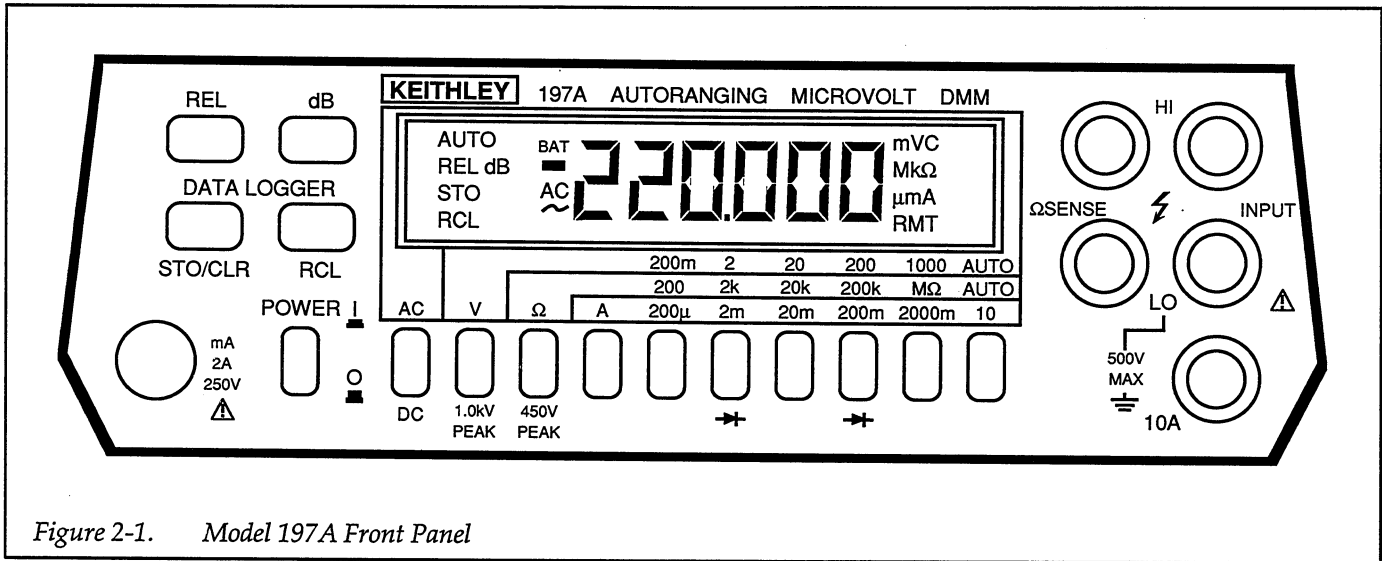 KEITHLEY 197A AUTORANGING MICROVOLT DMM
REL dB
DATA LOGGER
STO/CLR RCL
POWER I
O
mA
2A
250V
AUTO
REL dB
STO
RCL
BAT
AC
220.000
mVC
MkΩ
µmA
RMT
200m 2 20 200 1000 AUTO
200 2k 20k 200k MΩ AUTO
AC V Ω A 200µ 2m 20m 200m 2000m 10
DC
1.0kV
PEAK
450V
PEAK
HI
ΩSENSE INPUT
LO
500V
MAX
10A
Figure 2-1. Model 197A Front Panel